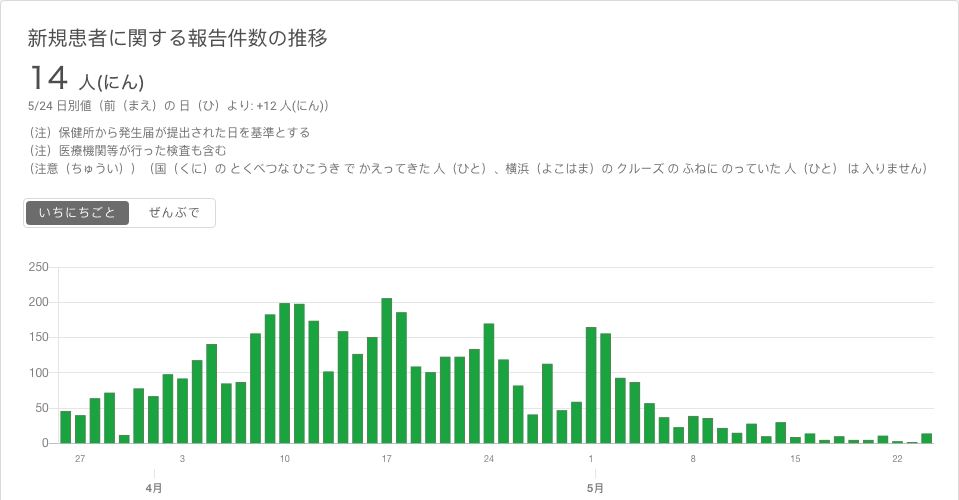 新規患者に関する報告件数の推移
14 人(にん)
5/24 日別値（前（まえ）の 日（ひ）より: +12 人(にん)）
（注）保健所から発生届が提出された日を基準とする
（注）医療機関等が行った検査も含む
（注意（ちゅうい））（国（くに）の とくべつな ひこうき で かえってきた 人（ひと）、横浜（よこはま）の クルーズ の ふねに のっていた 人（ひと） は 入りません）
いちにちごと ぜんぶで
250
200
150
100
50
0
27 3 10 17 24 1 8 15 22
4月 5月